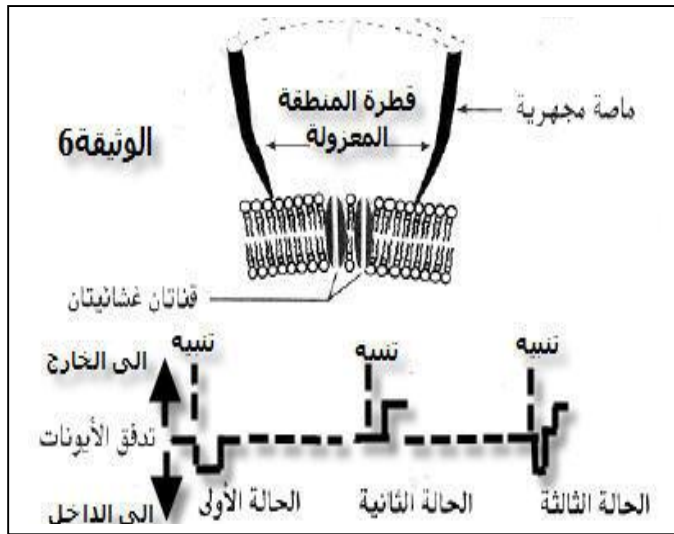 قطرة المنطقة
المعزولة
ماصة مجهرية
الوثيقة6
قناتان غشائيتان
تنبيه
تنبيه
تنبيه
الى الخارج
تدفق الأيونات
الى الداخل
الحالة الأولى
الحالة الثانية
الحالة الثالثة